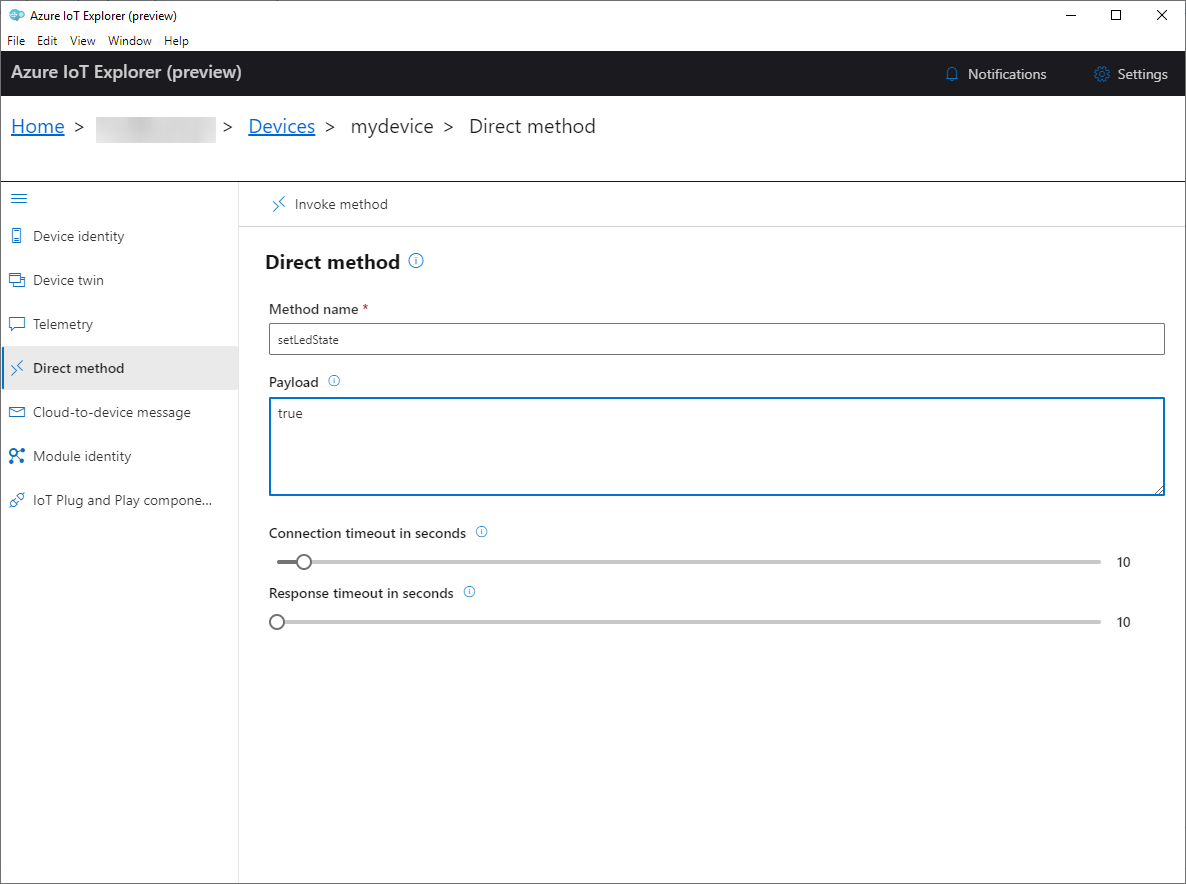 Azure IoT Explorer (preview)
File Edit View Window Help
Azure IoT Explorer (preview) Notifications Settings
Home > > Devices > mydevice > Direct method
Invoke method
Device identity
Device twin
Telemetry
Direct method
Cloud-to-device message
Module identity
IoT Plug and Play compone...
Direct method
Method name *
setLedState
Payload
true
Connection timeout in seconds
10
Response timeout in seconds
10